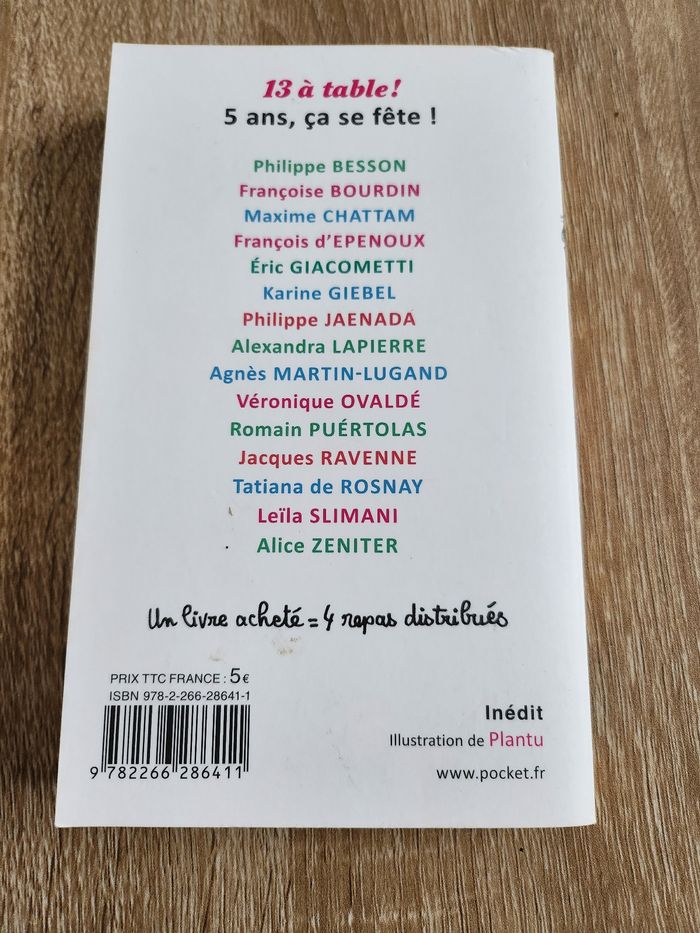 13 à table!
5 ans, ça se fête !
Philippe BESSON
Françoise BOURDIN
Maxime CHATTAM
François d'EPENOUX
Éric GIACOMETTI
Karine GIEBEL
Philippe JAENADA
Alexandra LAPIERRE
Agnès MARTIN-LUGAND
Véronique OVALDÉ
Romain PUÉRTOLAS
Jacques RAVENNE
Tatiana de ROSNAY
Leïla SLIMANI
Alice ZENITER
Un livre acheté = 4 repas distribués
PRIX TTC FRANCE : 5 €
ISBN 978-2-266-28641-1
9 782266 286411
Inédit
Illustration de Plantu
www.pocket.fr